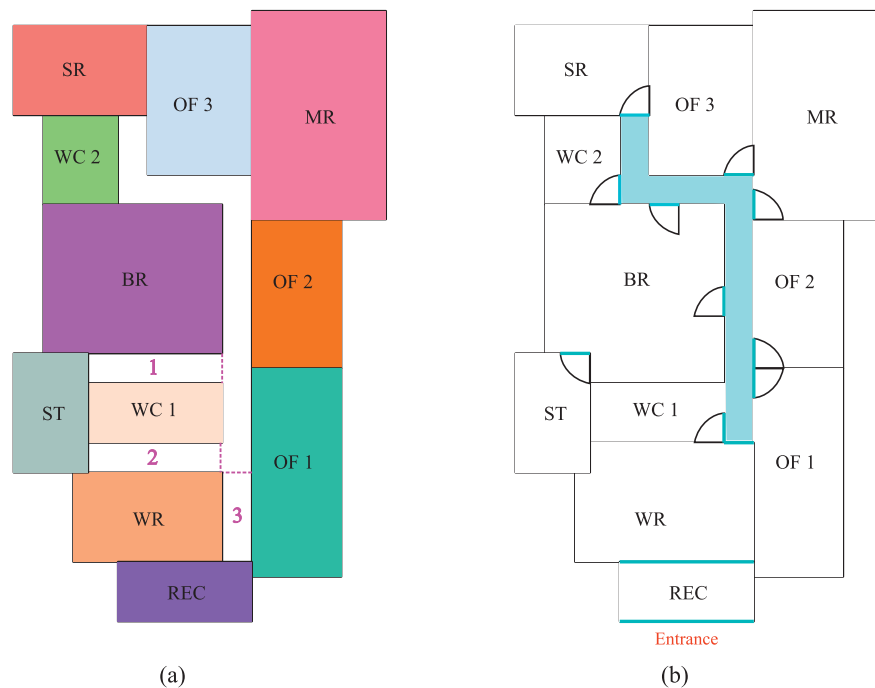 SR
OF 3
MR
WC 2
BR
OF 2
1
ST
WC 1
2
OF 1
WR
3
REC
(a)
SR
OF 3
MR
WC 2
BR
OF 2
ST
WC 1
OF 1
WR
REC
Entrance
(b)